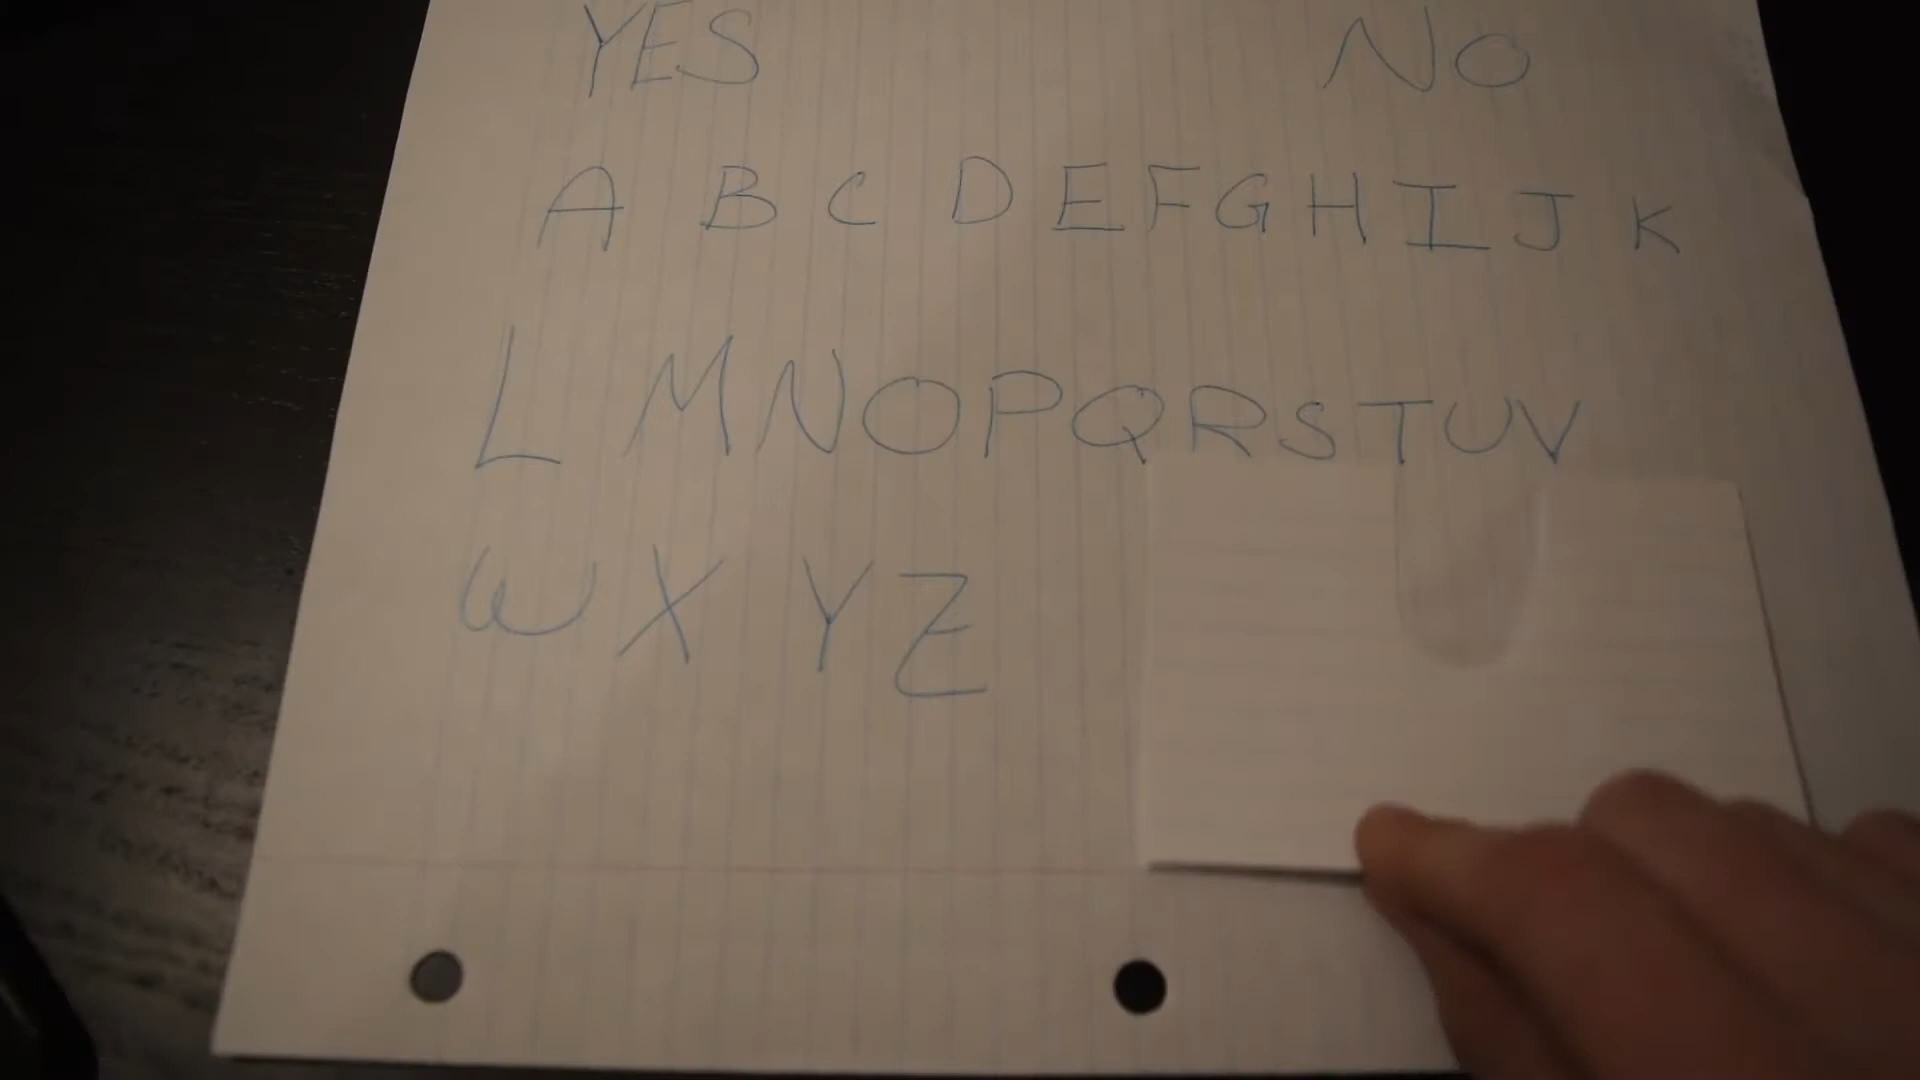 YES NO
A B C D E F G H I J K
L M N O P Q R S T U V
W X Y Z